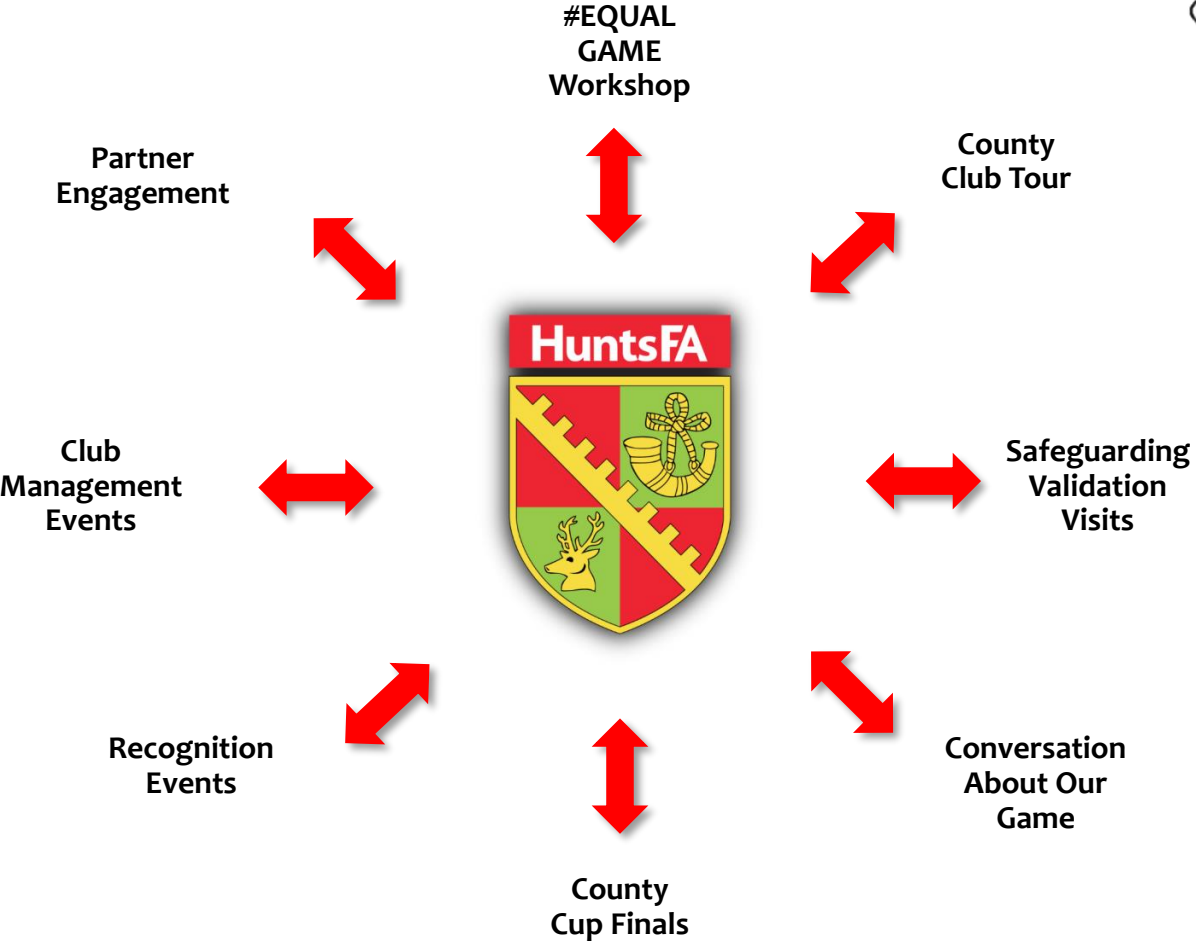 #EQUAL
GAME
Workshop
County
Club Tour
Partner
Engagement
HuntsFA
Club
Management
Events
Safeguarding
Validation
Visits
Recognition
Events
Conversation
About Our
Game
County
Cup Finals